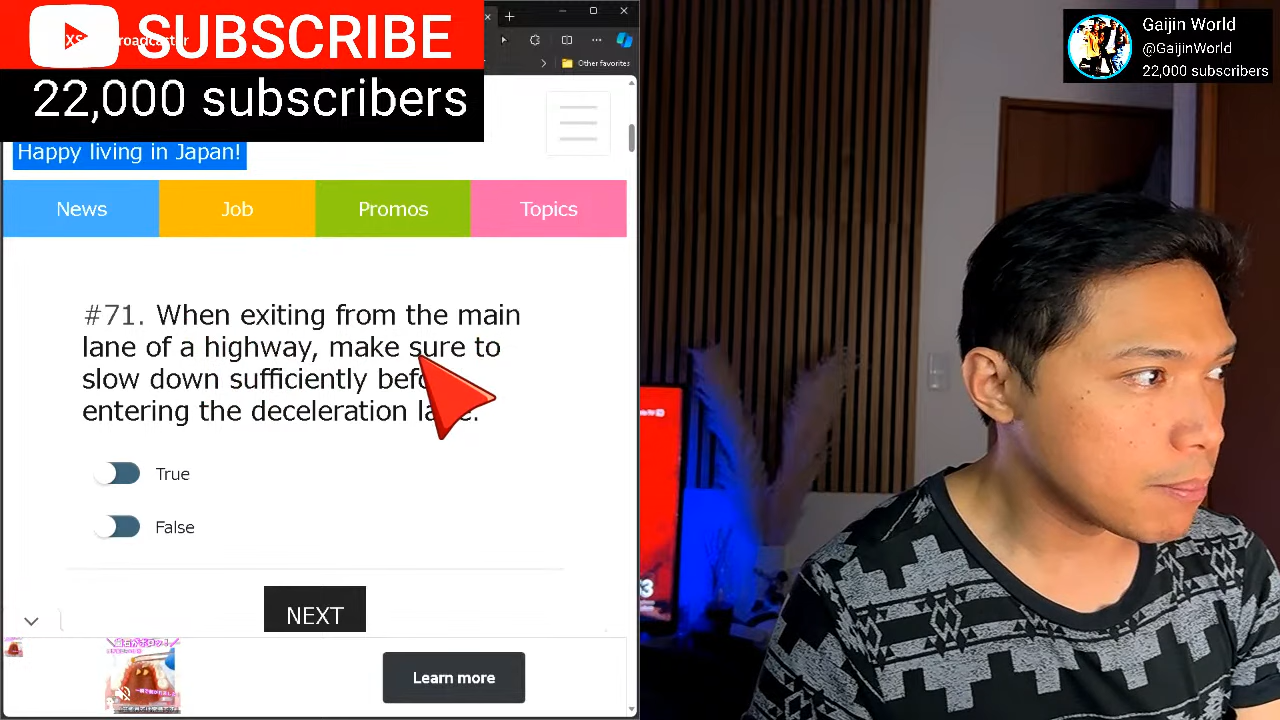 SUBSCRIBE
22,000 subscribers
Other favorites
Happy living in Japan!
News
Job
Promos
Topics
#71. When exiting from the main
lane of a highway, make sure to
slow down sufficiently
entering the deceleration
True
False
NEXT
Learn more
Gaijin World
@GaijinWorld
22,000 subscribers